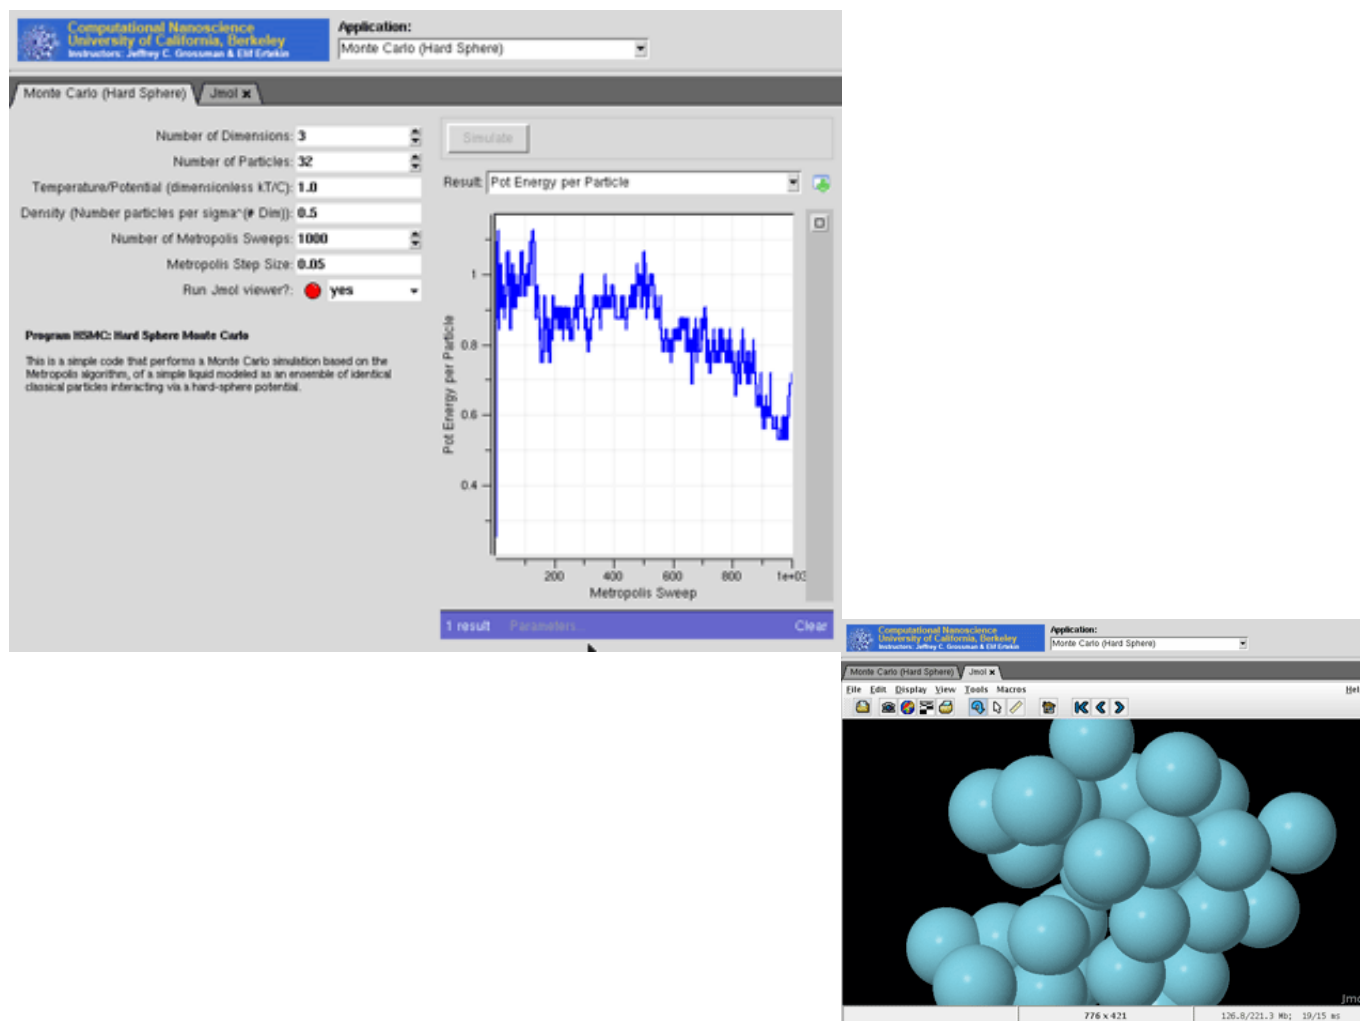 Computational Nanoscience
University of California, Berkeley
Instructors: Jeffrey C. Grossman & Elif Ertekin
Application:
Monte Carlo (Hard Sphere)
Monte Carlo (Hard Sphere)
Jmol x
Number of Dimensions: 3
Number of Particles: 32
Temperature/Potential (dimensionless kT/C): 1.0
Density (Number particles per sigma^(# Dim)): 0.5
Number of Metropolis Sweeps: 1000
Metropolis Step Size: 0.05
Run Jmol viewer?: yes
Program HSMC: Hard Sphere Monte Carlo
This is a simple code that performs a Monte Carlo simulation based on the
Metropolis algorithm, of a simple liquid modeled as an ensemble of identical
classical particles interacting via a hard-sphere potential.
Simulate
Result: Pot Energy per Particle
Pot Energy per Particle
1
0.8
0.6
0.4
200 400 600 800 1e+03
Metropolis Sweep
1 result Parameters... Clear
Computational Nanoscience
University of California, Berkeley
Instructors: Jeffrey C. Grossman & Elif Ertekin
Application:
Monte Carlo (Hard Sphere)
Monte Carlo (Hard Sphere)
Jmol x
File Edit Display View Tools Macros Hel
Jmo
776 x 421
126.8/221.3 Mb; 19/15 ms